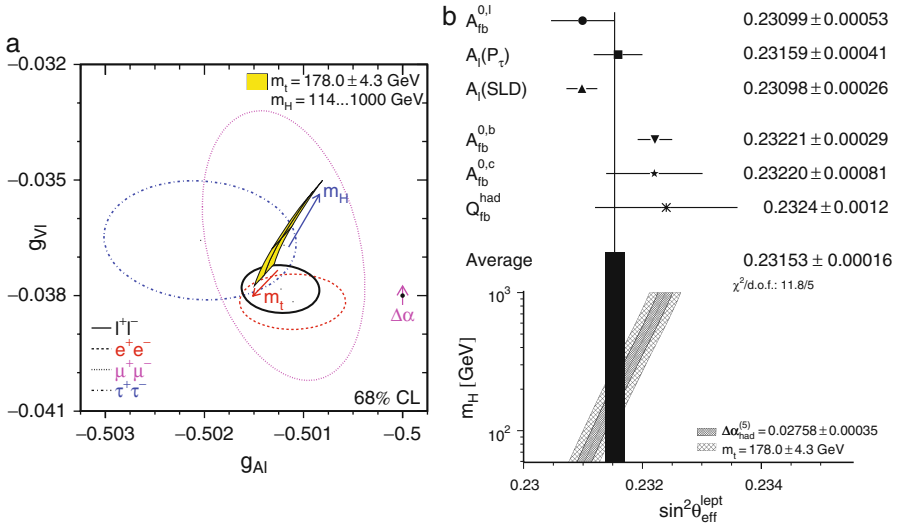 a
−0.032
−0.035
−0.038
−0.041
g_Vl
m_t = 178.0 ± 4.3 GeV
m_H = 114...1000 GeV
m_H
m_t
Δα
l⁺l⁻
e⁺e⁻
μ⁺μ⁻
τ⁺τ⁻
68% CL
−0.503 −0.502 −0.501 −0.5
g_Al
b
A_fb^0,l 0.23099 ± 0.00053
A_l(P_τ) 0.23159 ± 0.00041
A_l(SLD) 0.23098 ± 0.00026
A_fb^0,b 0.23221 ± 0.00029
A_fb^0,c 0.23220 ± 0.00081
Q_fb^had 0.2324 ± 0.0012
Average 0.23153 ± 0.00016
χ²/d.o.f.: 11.8/5
10³
10²
m_H [GeV]
Δα_had^(5) = 0.02758 ± 0.00035
m_t = 178.0 ± 4.3 GeV
0.23 0.232 0.234
sin²θ_eff^lept